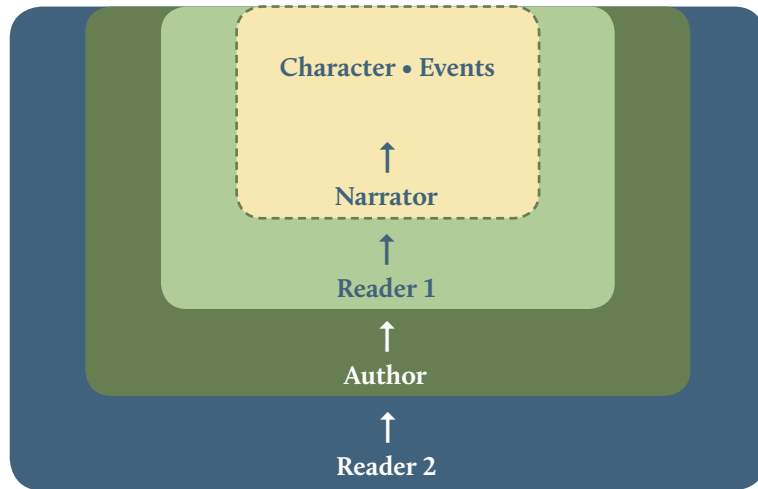 Character • Events
Narrator
Reader 1
Author
Reader 2